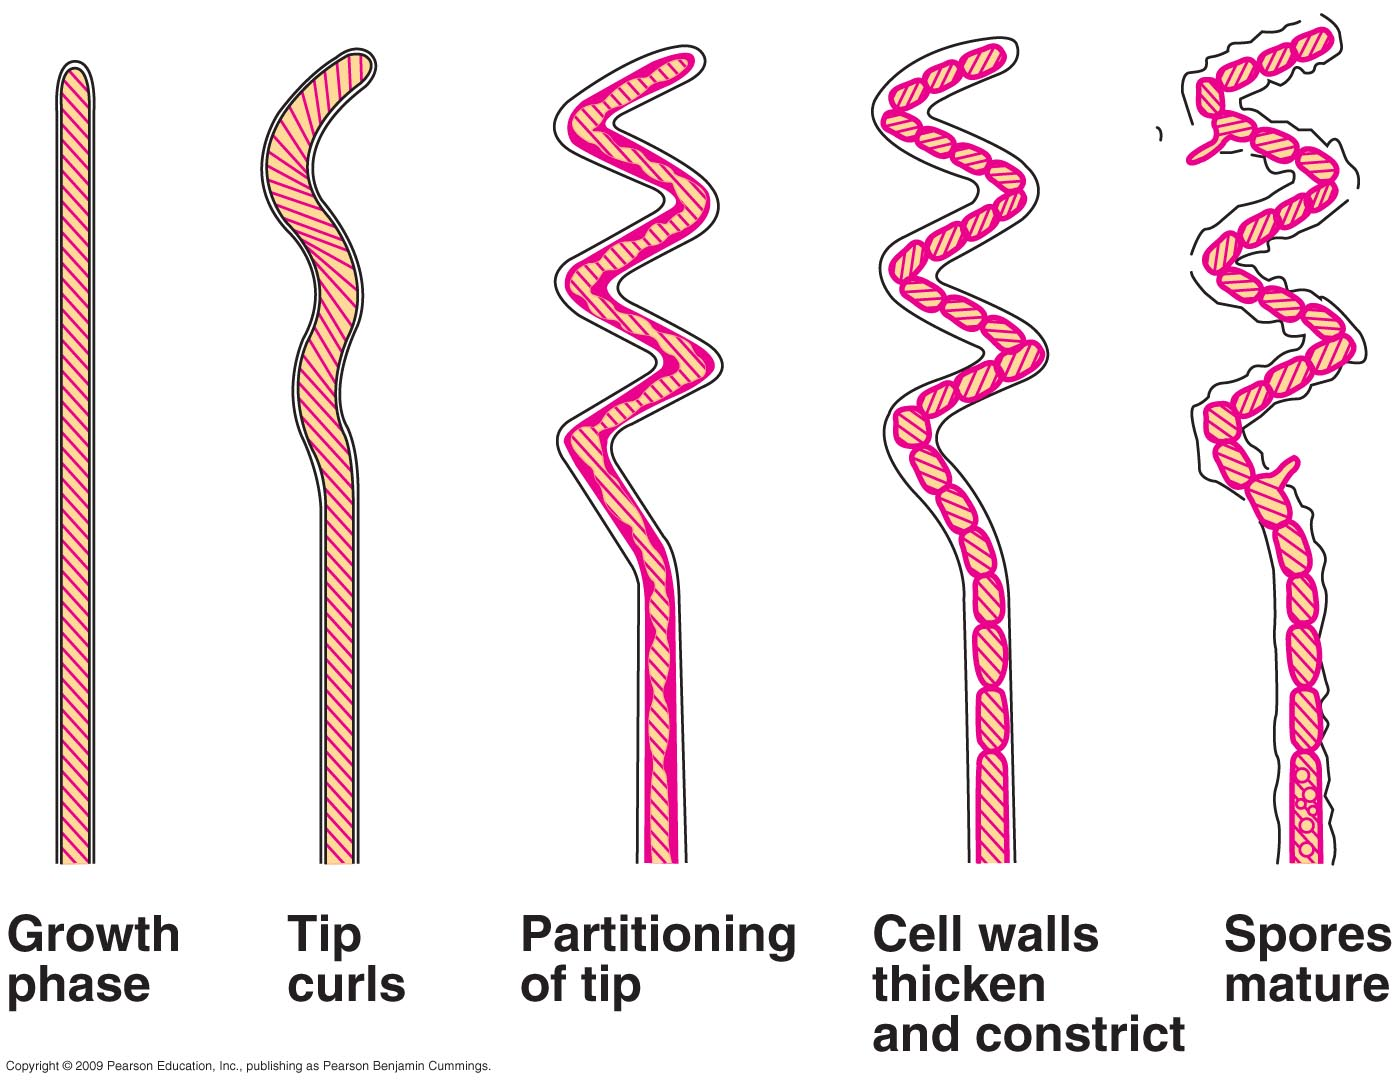 Growth
phase
Tip
curls
Partitioning
of tip
Cell walls
thicken
and constrict
Spores
mature
Copyright © 2009 Pearson Education, Inc., publishing as Pearson Benjamin Cummings.